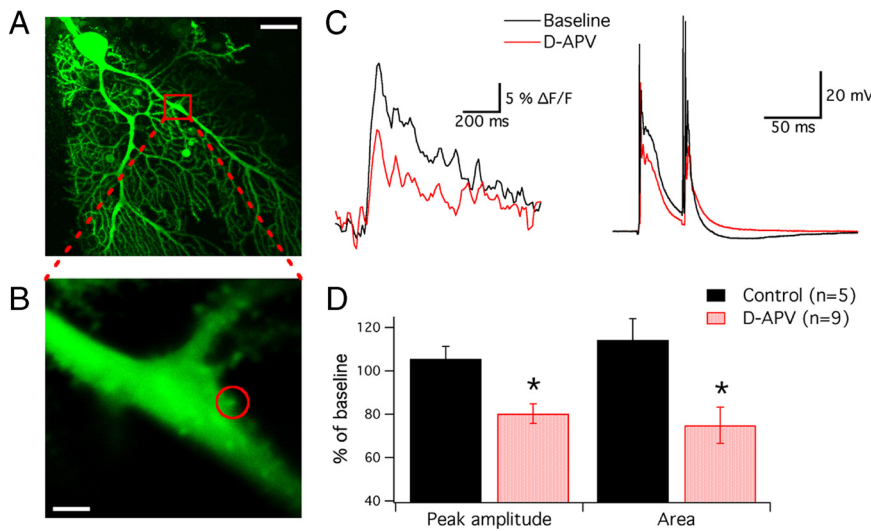 A
B
C
Baseline
D-APV
5 % ΔF/F
200 ms
20 mV
50 ms
D
Control (n=5)
D-APV (n=9)
% of baseline
120
100
80
60
40
*
*
Peak amplitude
Area